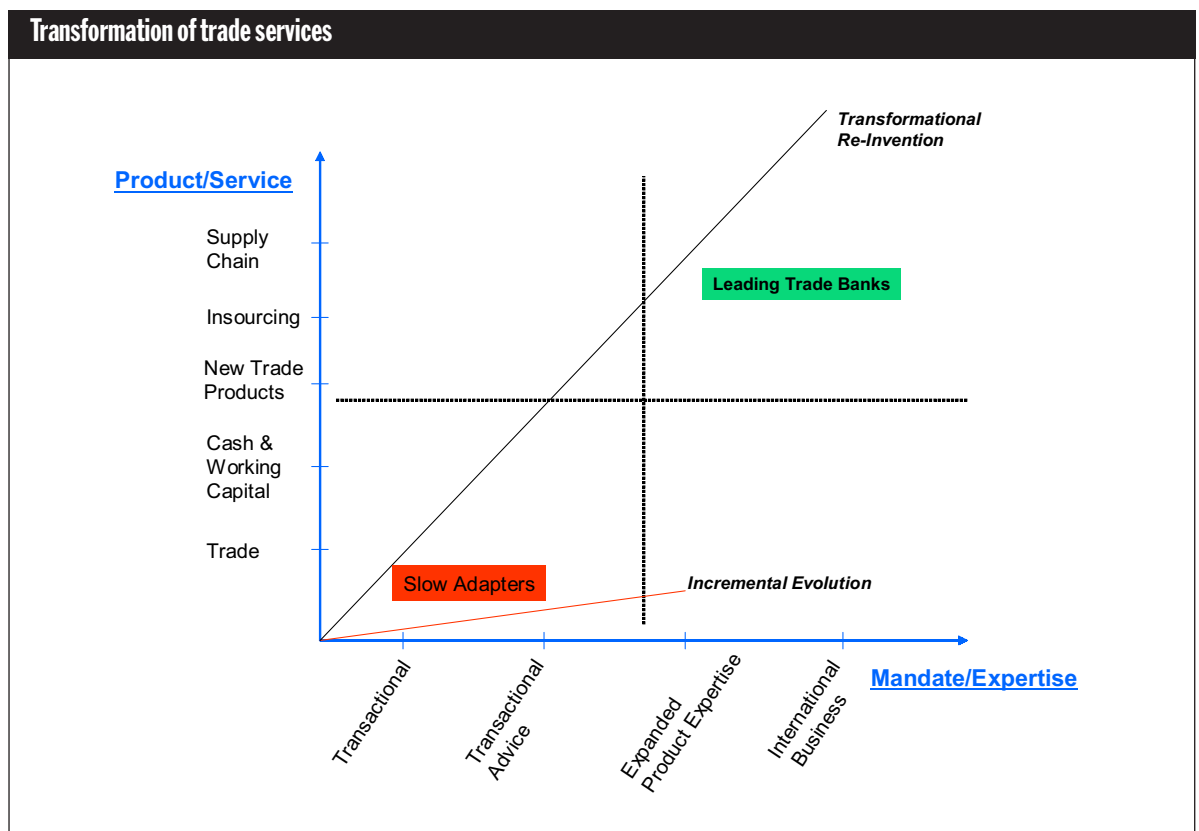 Transformation of trade services
Transformational
Re-Invention
Product/Service
Supply
Chain
Leading Trade Banks
Insourcing
New Trade
Products
Cash &
Working
Capital
Trade
Slow Adapters
Incremental Evolution
Mandate/Expertise
Transactional
Transactional
Advice
Expanded
Product Expertise
International
Business